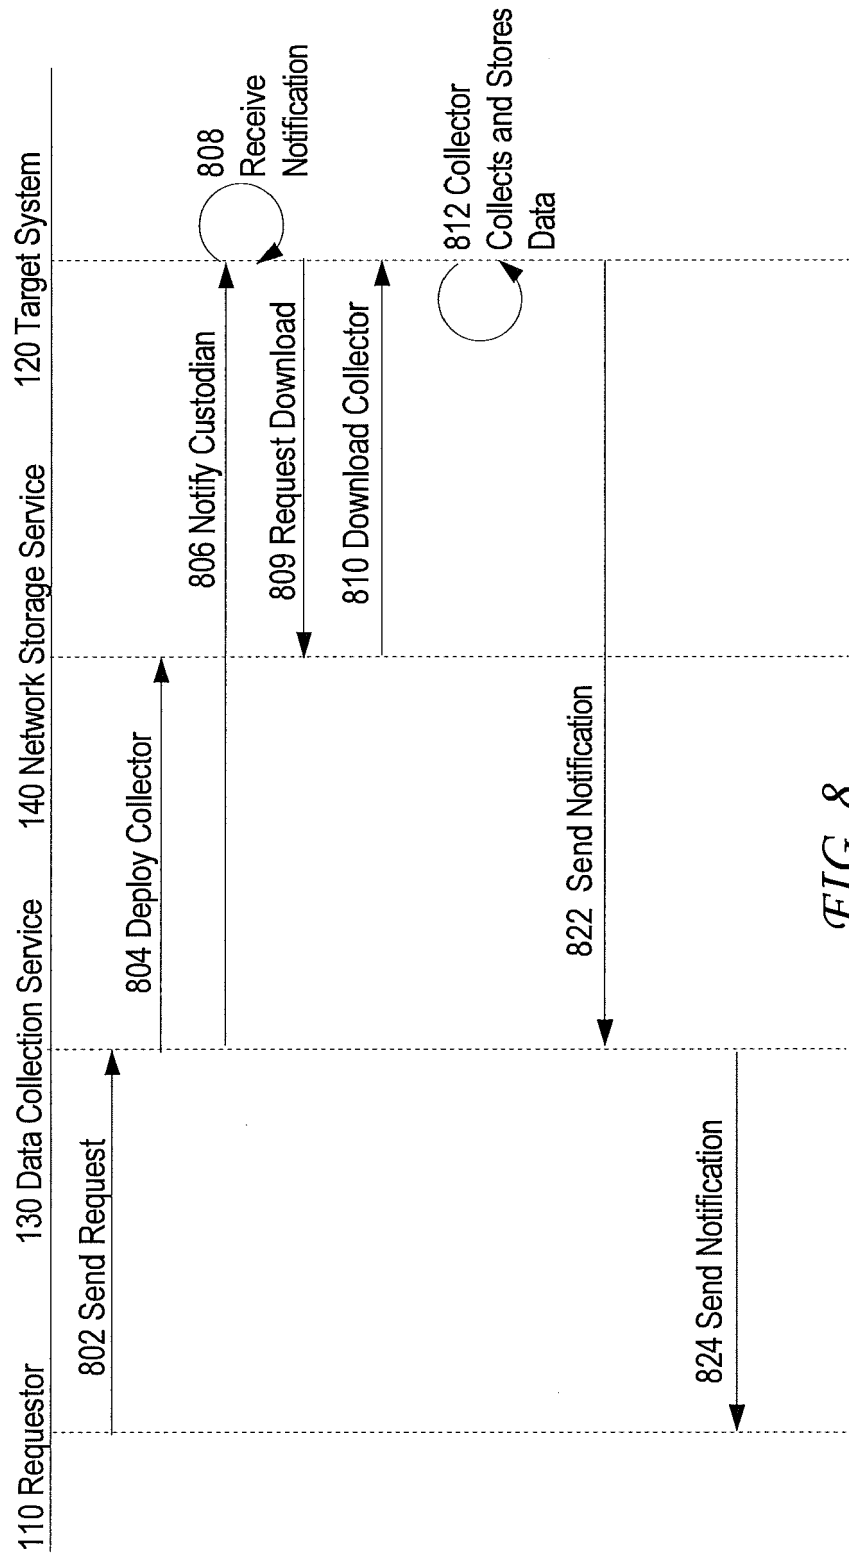 110 Requestor
130 Data Collection Service
140 Network Storage Service
120 Target System
802 Send Request
804 Deploy Collector
806 Notify Custodian
808
Receive
Notification
809 Request Download
810 Download Collector
812 Collector
Collects and Stores
Data
822 Send Notification
824 Send Notification
FIG. 8